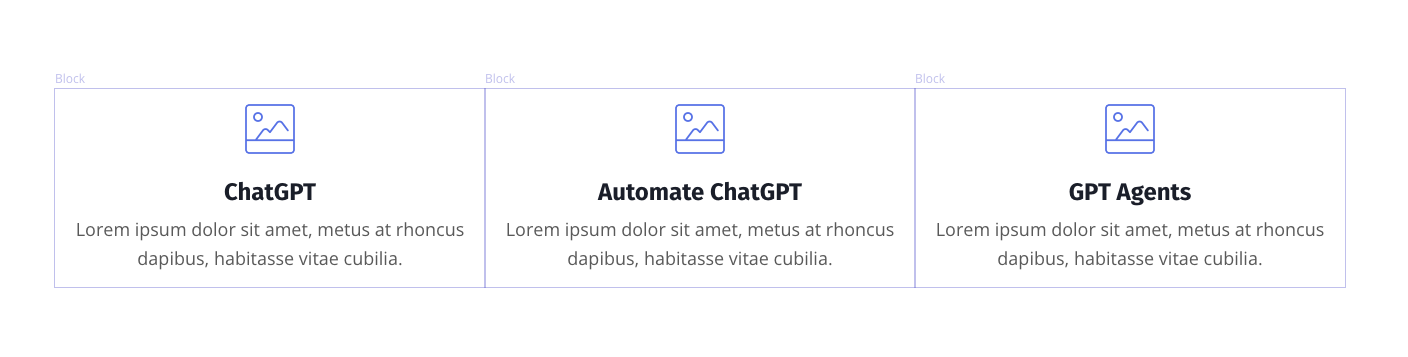 Block
Block
Block
ChatGPT
Lorem ipsum dolor sit amet, metus at rhoncus
dapibus, habitasse vitae cubilia.
Automate ChatGPT
Lorem ipsum dolor sit amet, metus at rhoncus
dapibus, habitasse vitae cubilia.
GPT Agents
Lorem ipsum dolor sit amet, metus at rhoncus
dapibus, habitasse vitae cubilia.